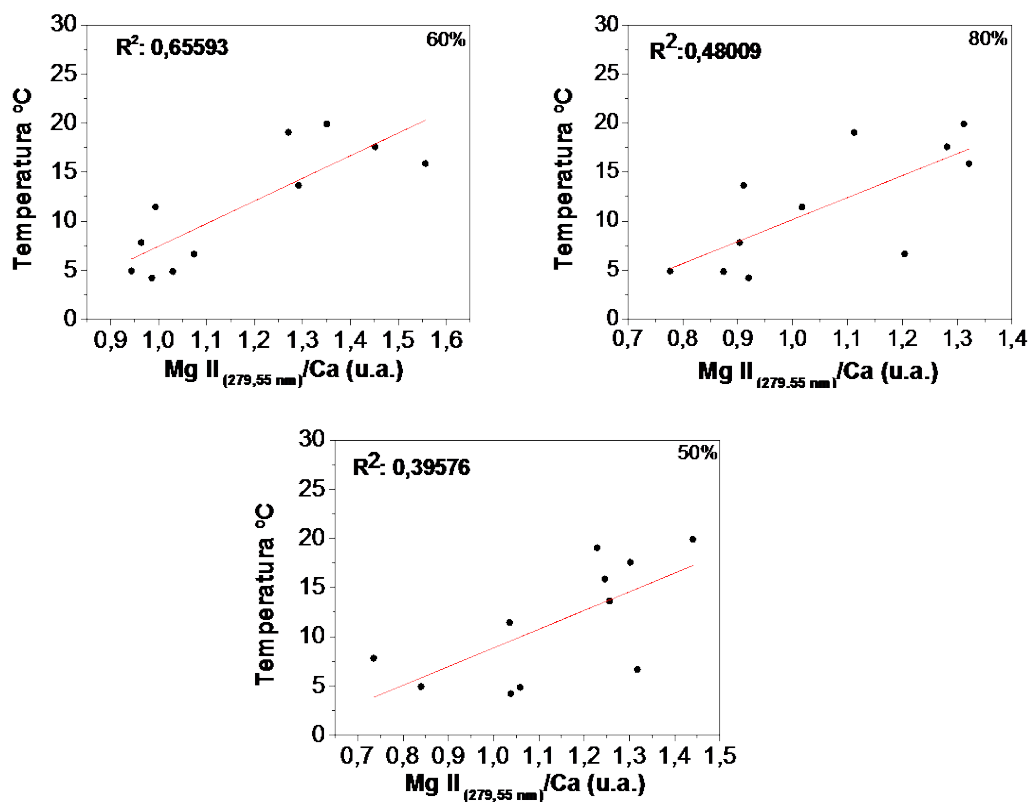 R²: 0,65593
60%
30
25
20
15
10
5
0
Temperatura ºC
0,9 1,0 1,1 1,2 1,3 1,4 1,5 1,6
Mg II (279,55 nm)/Ca (u.a.)
R²:0,48009
80%
30
25
20
15
10
5
0
Temperatura ºC
0,7 0,8 0,9 1,0 1,1 1,2 1,3 1,4
Mg II (279,55 nm)/Ca (u.a.)
R²: 0,39576
50%
30
25
20
15
10
5
0
Temperatura ºC
0,7 0,8 0,9 1,0 1,1 1,2 1,3 1,4 1,5
Mg II (279,55 nm)/Ca (u.a.)